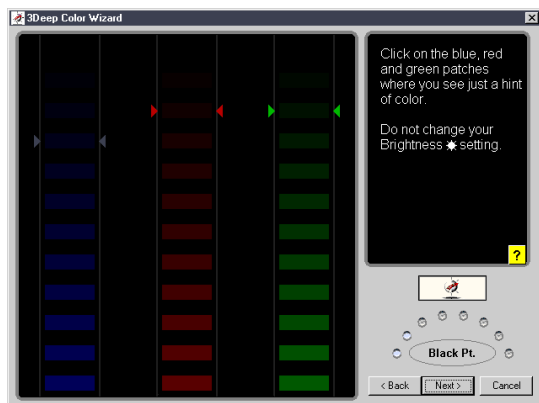 3Deep Color Wizard
Click on the blue, red
and green patches
where you see just a hint
of color.
Do not change your
Brightness setting.
?
Black Pt.
< Back
Next >
Cancel